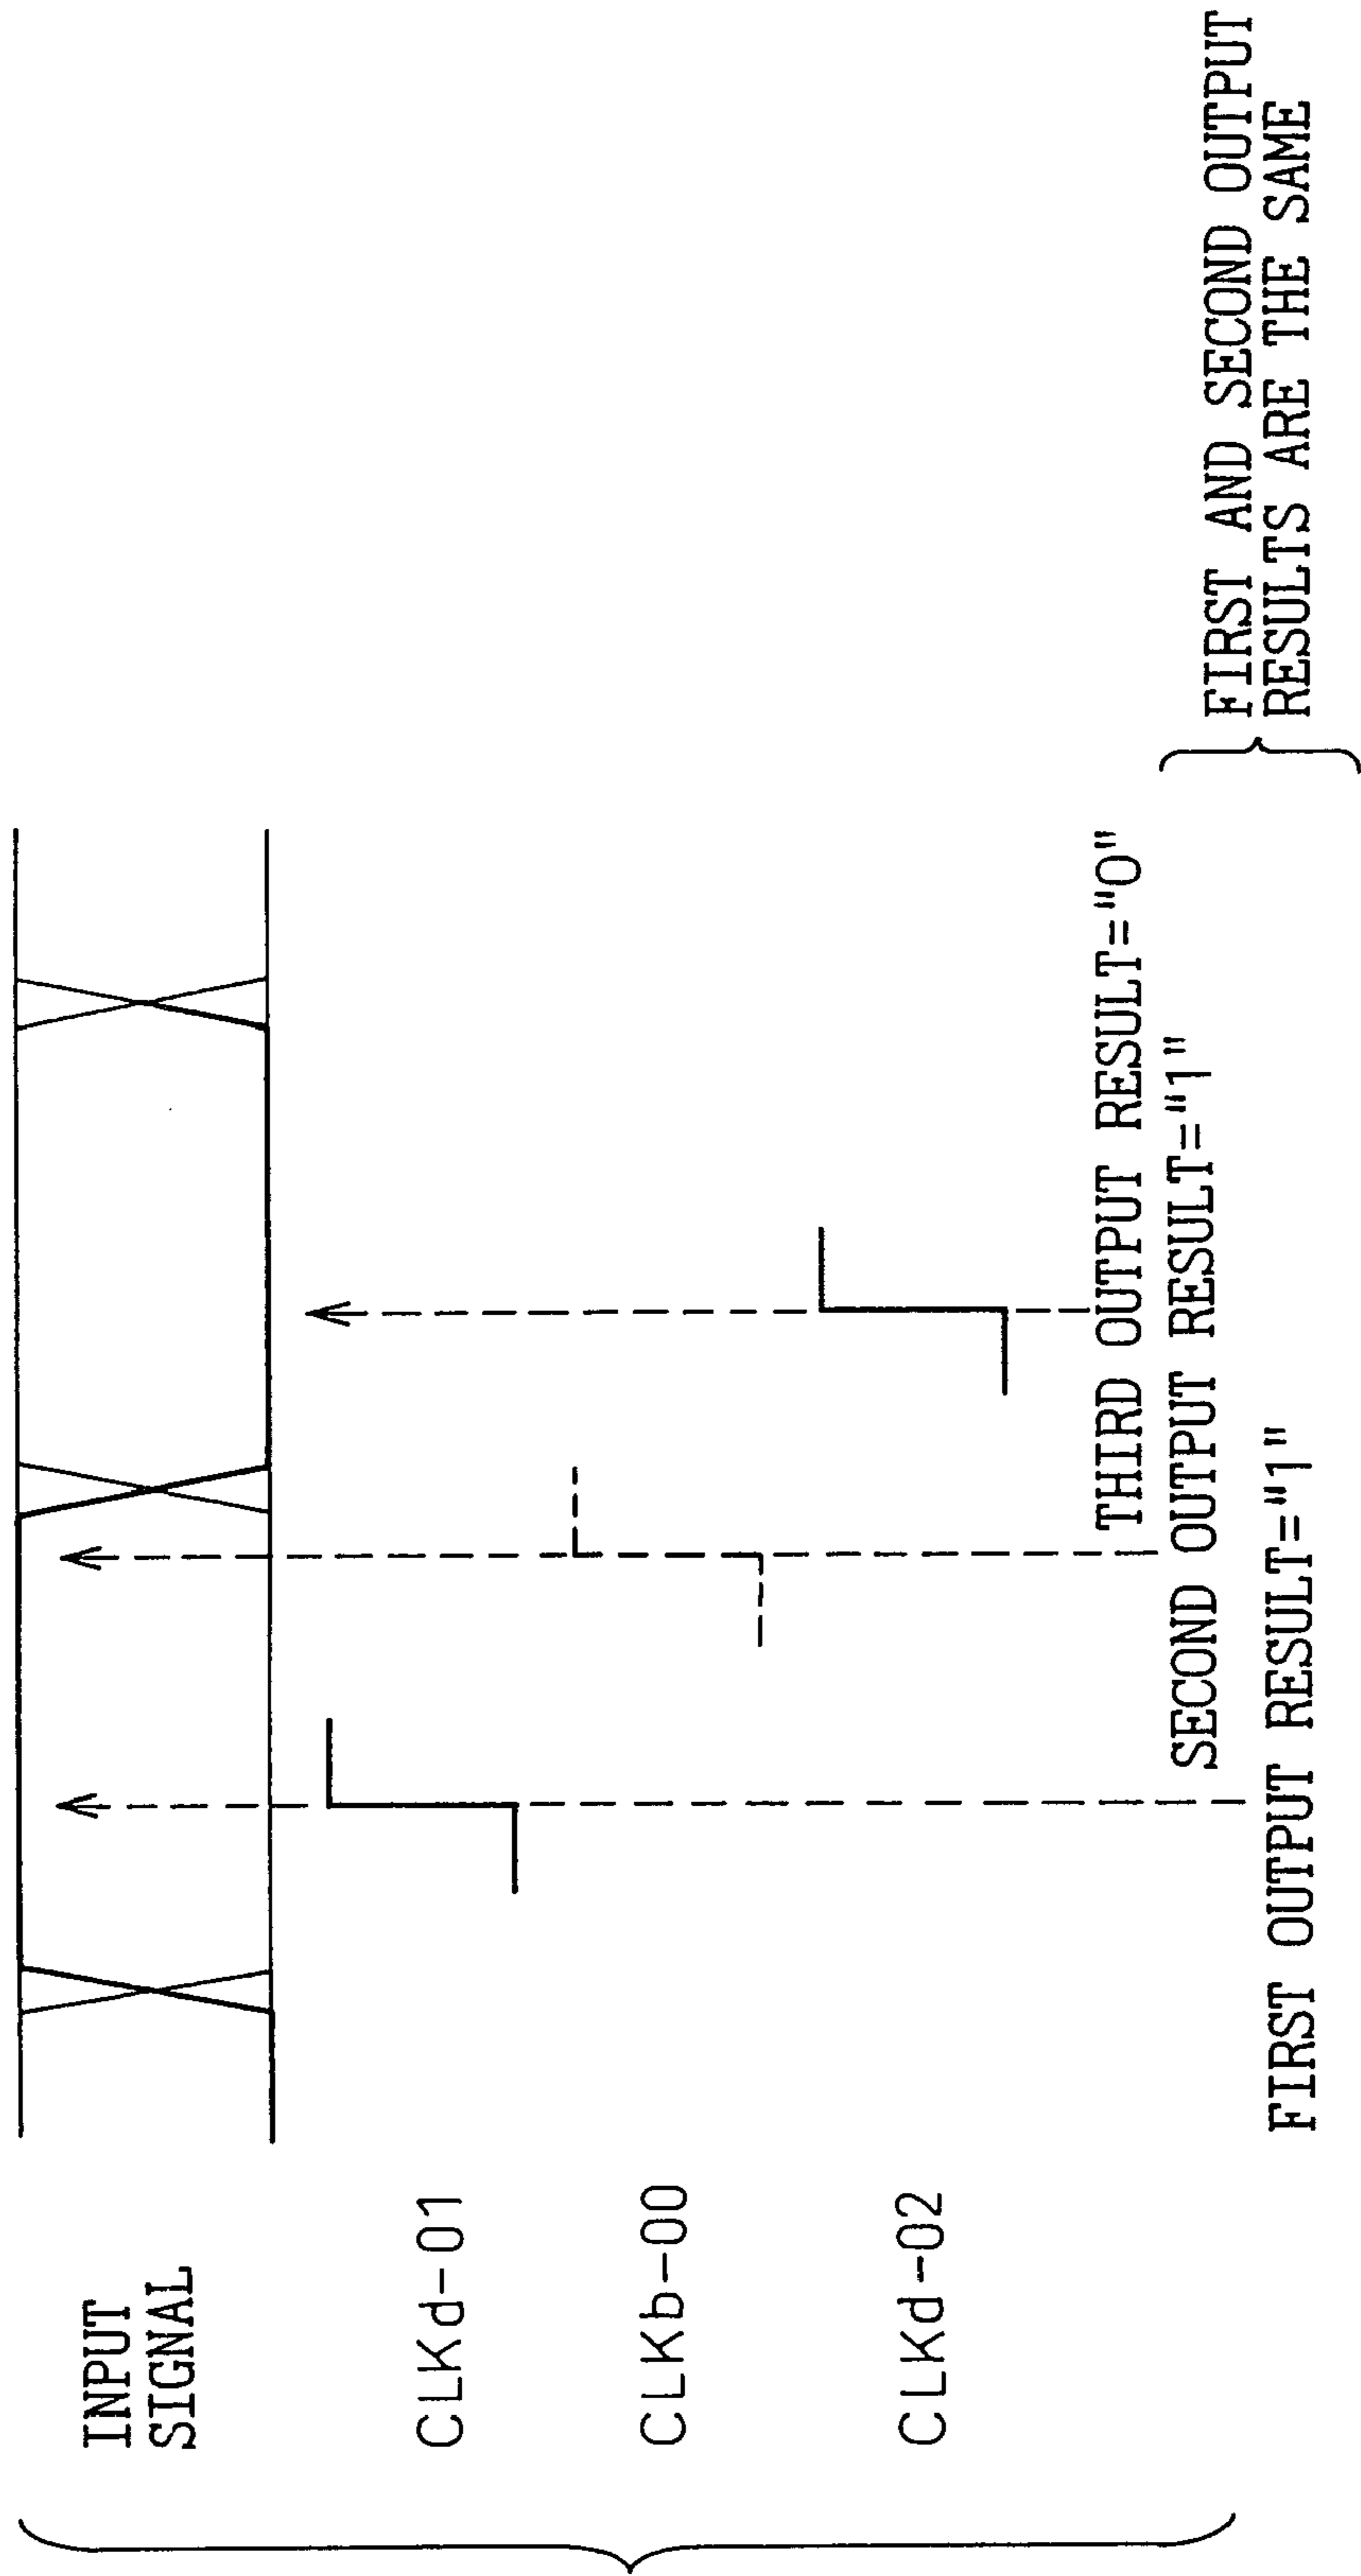 INPUT
SIGNAL
CLKd-01
CLKb-00
CLKd-02
THIRD OUTPUT RESULT="0"
SECOND OUTPUT RESULT="1"
FIRST OUTPUT RESULT="1"
FIRST AND SECOND OUTPUT
RESULTS ARE THE SAME